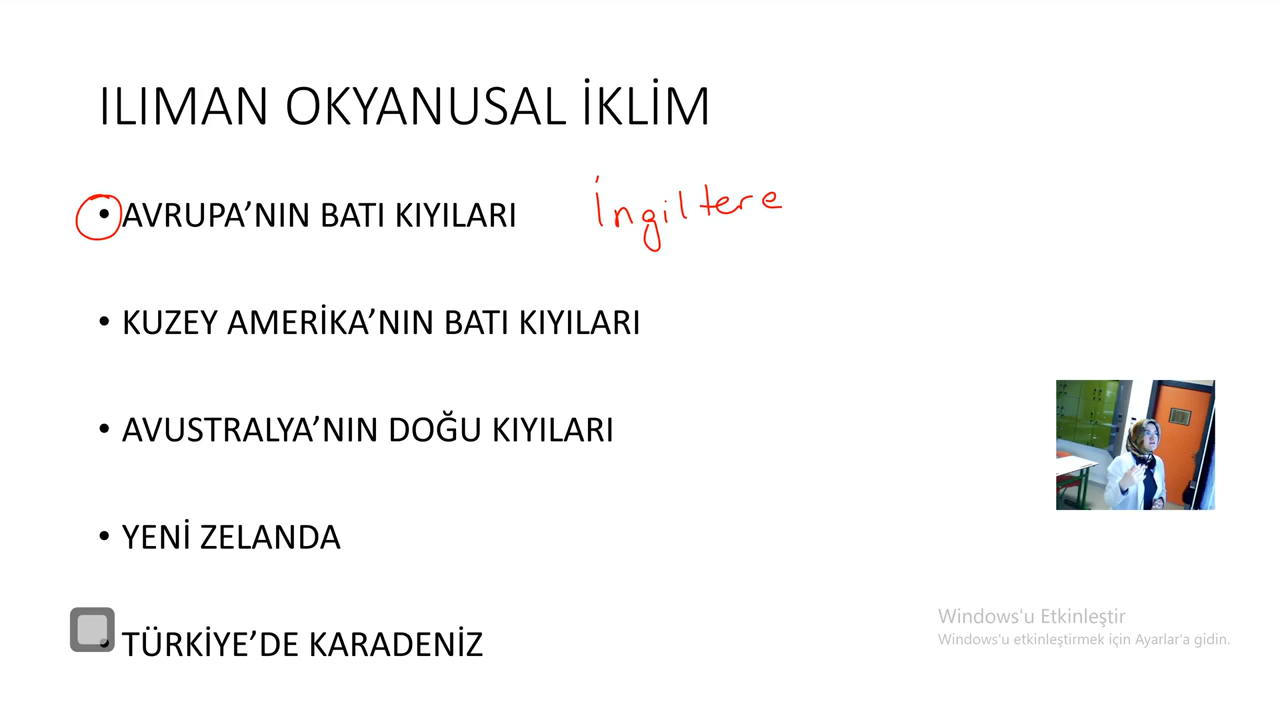 ILIMAN OKYANUSAL İKLİM
• AVRUPA’NIN BATI KIYILARI İngiltere
• KUZEY AMERİKA’NIN BATI KIYILARI
• AVUSTRALYA’NIN DOĞU KIYILARI
• YENİ ZELANDA
• TÜRKİYE’DE KARADENİZ
Windows'u Etkinleştir
Windows'u etkinleştirmek için Ayarlar'a gidin.